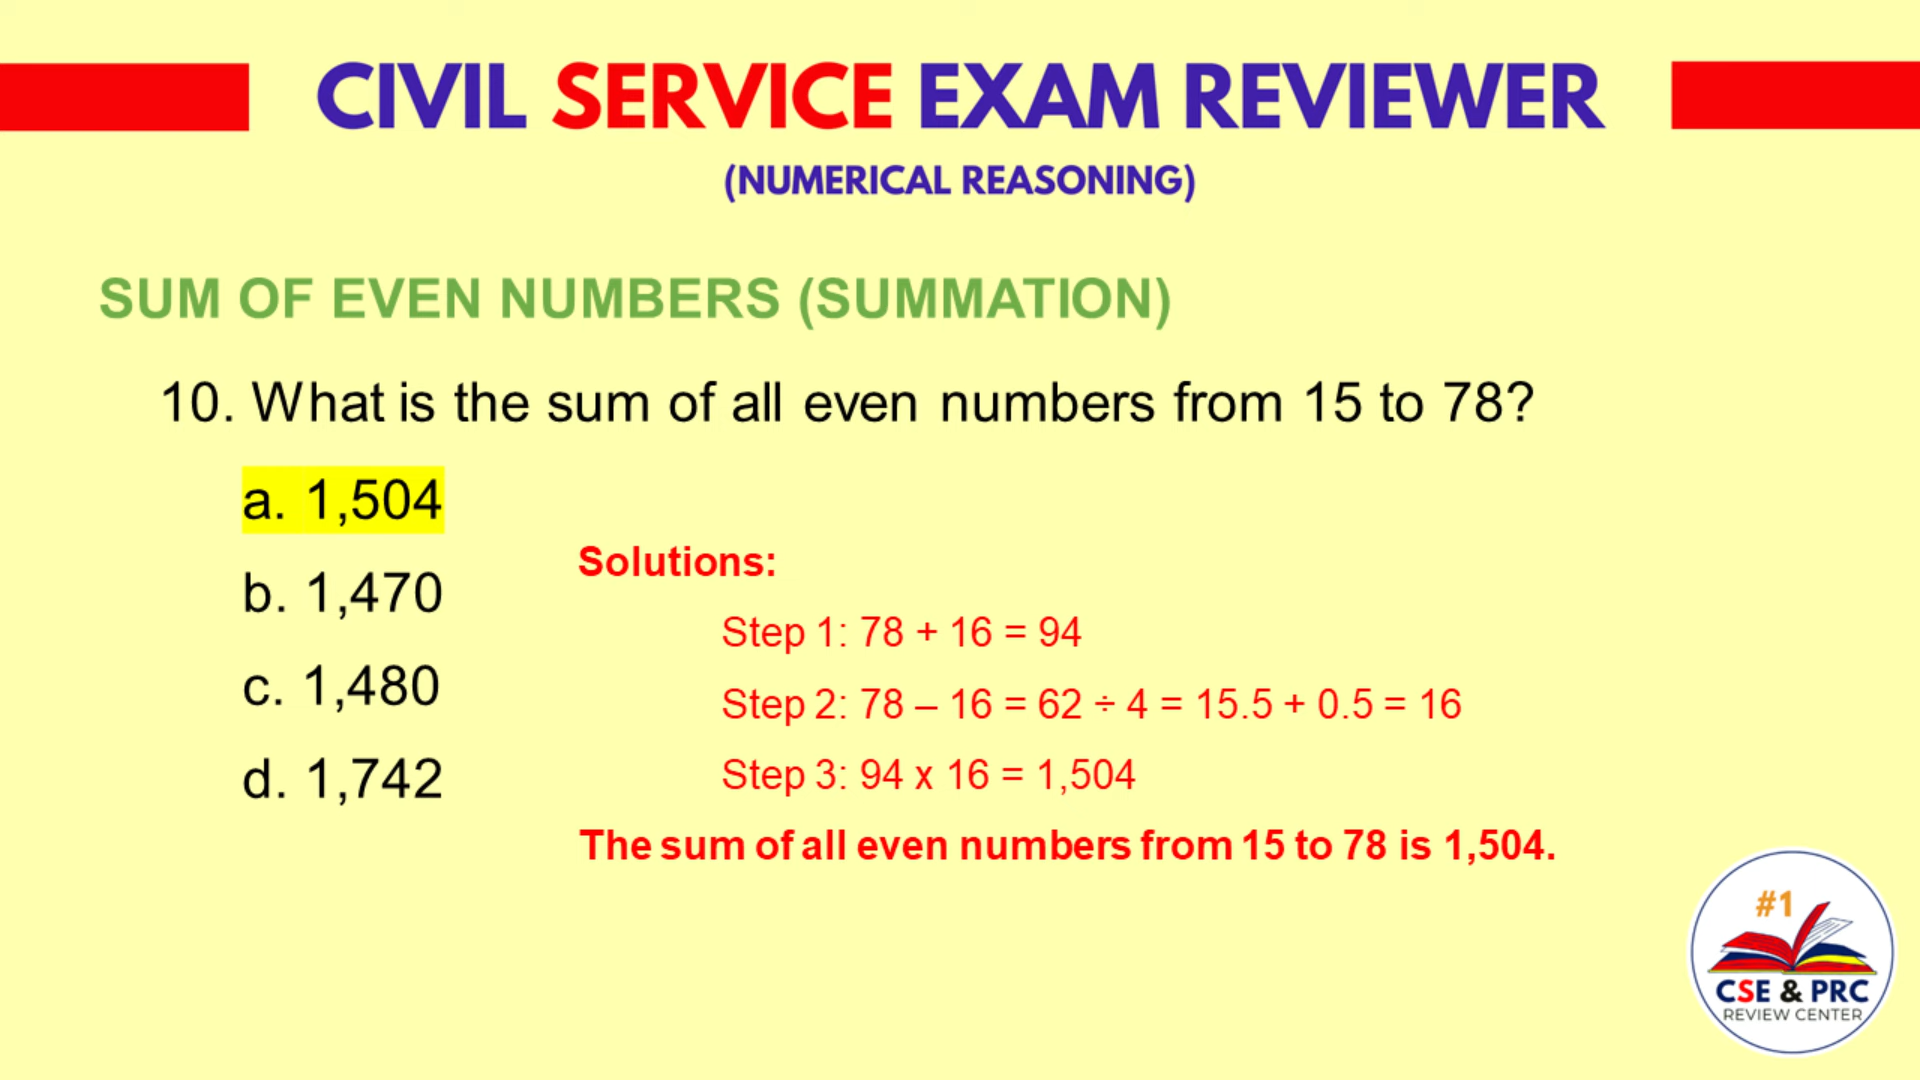 CIVIL SERVICE EXAM REVIEWER
(NUMERICAL REASONING)
SUM OF EVEN NUMBERS (SUMMATION)
10. What is the sum of all even numbers from 15 to 78?
a. 1,504
b. 1,470
c. 1,480
d. 1,742
Solutions:
Step 1: 78 + 16 = 94
Step 2: 78 – 16 = 62 ÷ 4 = 15.5 + 0.5 = 16
Step 3: 94 x 16 = 1,504
The sum of all even numbers from 15 to 78 is 1,504.
#1
CSE & PRC
REVIEW CENTER